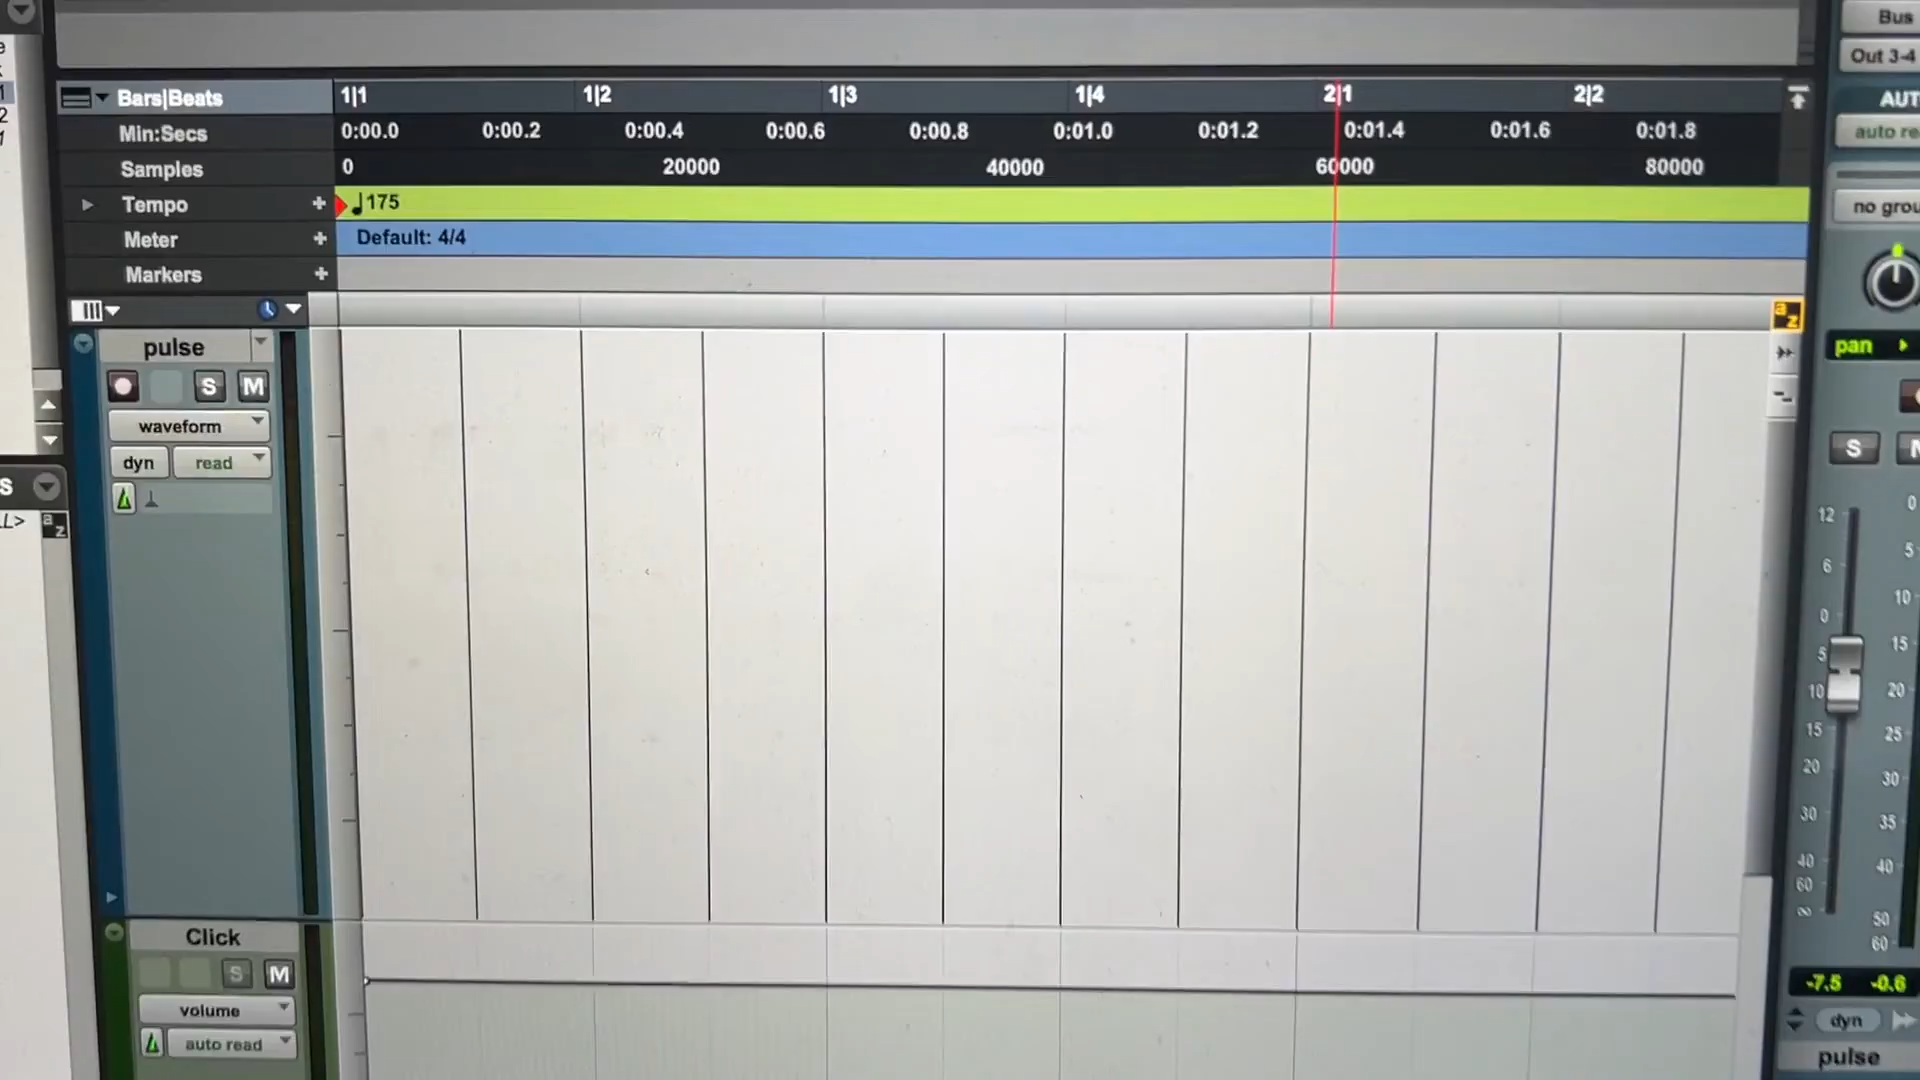 Bus
Out 3-4
Bars|Beats 1|1 1|2 1|3 1|4 2|1 2|2
Min:Secs 0:00.0 0:00.2 0:00.4 0:00.6 0:00.8 0:01.0 0:01.2 0:01.4 0:01.6 0:01.8
Samples 0 20000 40000 60000 80000
Tempo + 175
Meter + Default: 4/4
Markers +
AUT
auto re
no grou
pan
a z
pulse
S M
waveform
dyn read
S
a z
S
12 0
6 5
0 10
5 15
10 20
15 25
20 30
30 35
40 40
60
∞ 50
60
Click
S M
volume
auto read
-7.5 -0.6
dyn
pulse